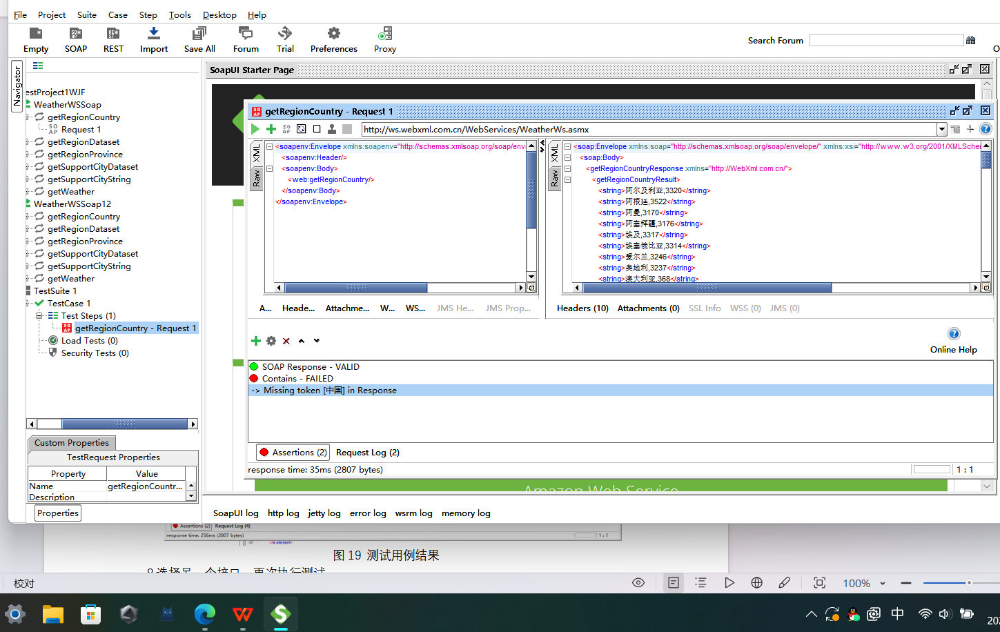 File Project Suite Case Step Tools Desktop Help
Empty SOAP REST Import Save All Forum Trial Preferences Proxy
Search Forum
Navigator
estProject1WJF
WeatherWSSoap
getRegionCountry
Request 1
getRegionDataset
getRegionProvince
getSupportCityDataset
getSupportCityString
getWeather
WeatherWSSoap12
getRegionCountry
getRegionDataset
getRegionProvince
getSupportCityDataset
getSupportCityString
getWeather
TestSuite 1
TestCase 1
Test Steps (1)
getRegionCountry - Request 1
Load Tests (0)
Security Tests (0)
Custom Properties
TestRequest Properties
Property Value
Name getRegionCountr...
Description
Properties
SoapUI Starter Page
getRegionCountry - Request 1
http://ws.webxml.com.cn/WebServices/WeatherWs.asmx
XML
Raw
<soapenv:Envelope xmlns:soapenv="http://schemas.xmlsoap.org/soap/env
<soapenv:Header/>
<soapenv:Body>
<web:getRegionCountry/>
</soapenv:Body>
</soapenv:Envelope>
XML
Raw
<soap:Envelope xmlns:soap="http://schemas.xmlsoap.org/soap/envelope/" xmlns:xsi="http://www.w3.org/2001/XMLSchem
<soap:Body>
<getRegionCountryResponse xmlns="http://WebXml.com.cn/">
<getRegionCountryResult>
<string>阿尔及利亚,3320</string>
<string>阿根廷,3522</string>
<string>阿曼,3170</string>
<string>阿塞拜疆,3176</string>
<string>埃及,3317</string>
<string>埃塞俄比亚,3314</string>
<string>爱尔兰,3246</string>
<string>奥地利,3237</string>
<string>澳大利亚,368</string>
A... Heade... Attachme... W... WS... JMS He... JMS Prop...
Headers (10) Attachments (0) SSL Info WSS (0) JMS (0)
Online Help
SOAP Response - VALID
Contains - FAILED
-> Missing token [中国] in Response
Assertions (2) Request Log (2)
response time: 35ms (2807 bytes)
1 : 1
Amazon Web Service
SoapUI log http log jetty log error log wsrm log memory log
Assertions (2) Request Log (4)
response time: 256ms (2807 bytes) 1 : 1
</s:element>
图 19 测试用例结果
校对
100%
中